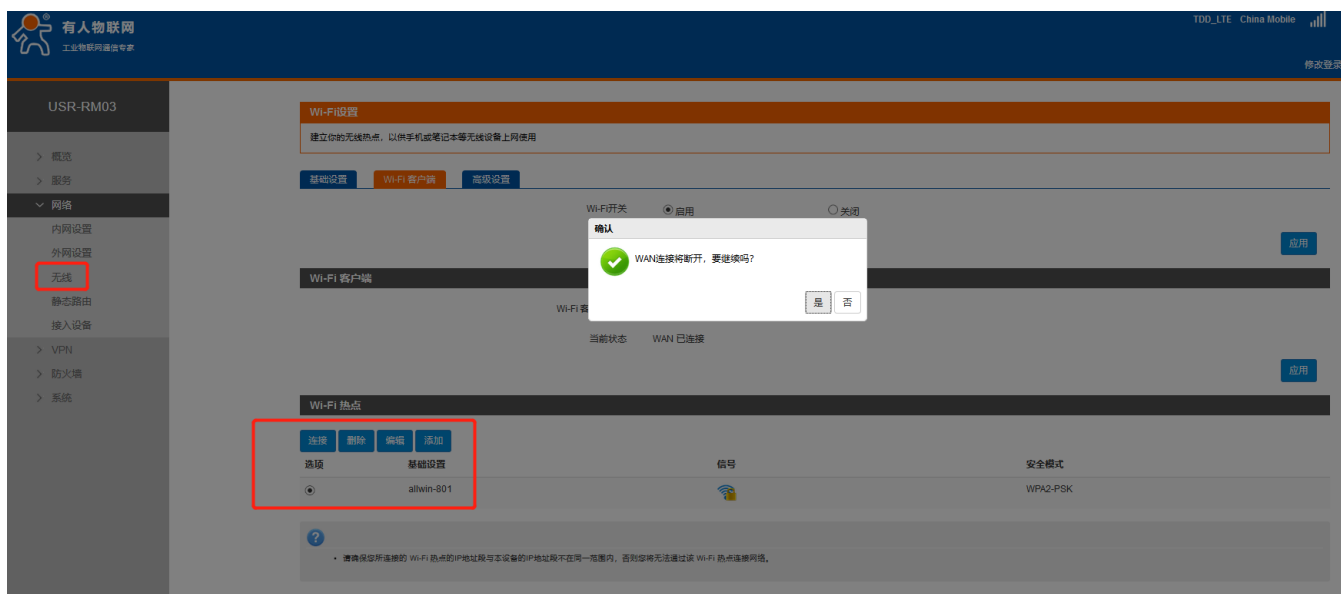 有人物联网
工业物联网通信专家
TDD_LTE China Mobile
修改登录
USR-RM03
概览
服务
网络
内网设置
外网设置
无线
静态路由
接入设备
VPN
防火墙
系统
Wi-Fi设置
建立你的无线热点，以供手机或笔记本等无线设备上网使用
基础设置 Wi-Fi 客户端 高级设置
Wi-Fi开关 启用 关闭
确认
WAN连接将断开，要继续吗?
是 否
应用
Wi-Fi 客户端
Wi-Fi 客
当前状态 WAN 已连接
应用
Wi-Fi 热点
连接 删除 编辑 添加
选项 基础设置 信号 安全模式
allwin-801 WPA2-PSK
请确保您所连接的 Wi-Fi 热点的IP地址段与本设备的IP地址段不在同一范围内，否则您将无法通过该 Wi-Fi 热点连接网络。